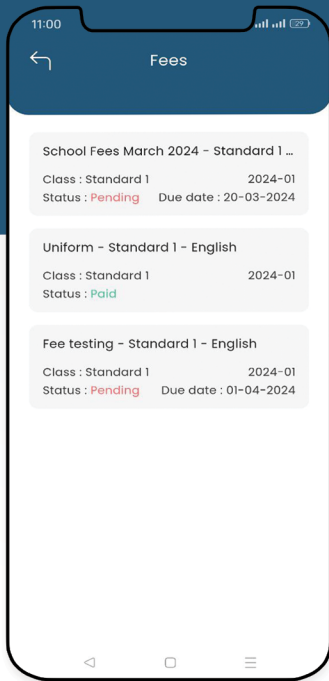 11:00
29
Fees
School Fees March 2024 - Standard 1 ...
Class : Standard 1 2024-01
Status : Pending Due date : 20-03-2024
Uniform - Standard 1 - English
Class : Standard 1 2024-01
Status : Paid
Fee testing - Standard 1 - English
Class : Standard 1 2024-01
Status : Pending Due date : 01-04-2024